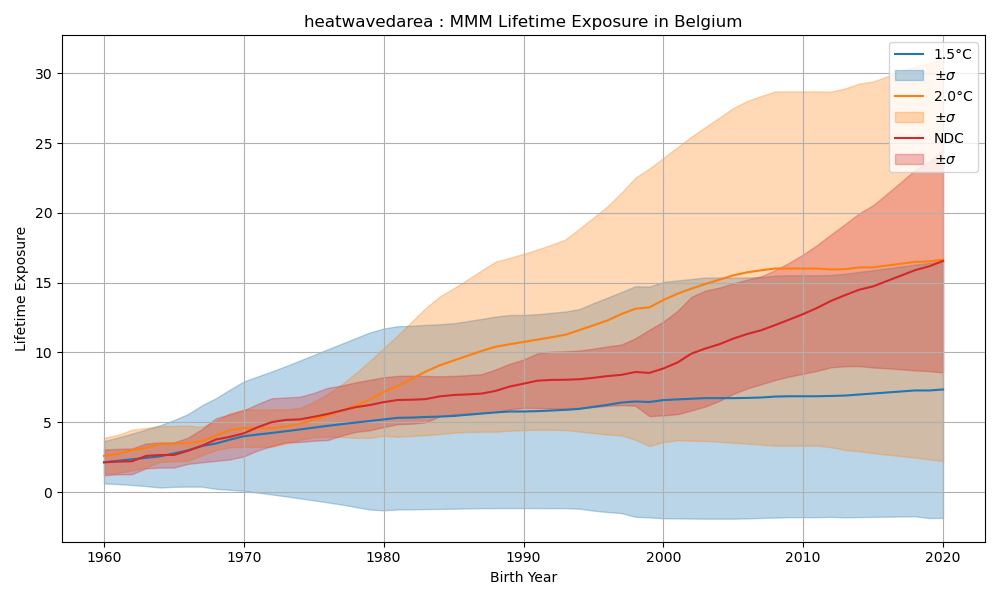 heatwavedarea : MMM Lifetime Exposure in Belgium
Lifetime Exposure
30
25
20
15
10
5
0
1960 1970 1980 1990 2000 2010 2020
Birth Year
1.5°C
±σ
2.0°C
±σ
NDC
±σ